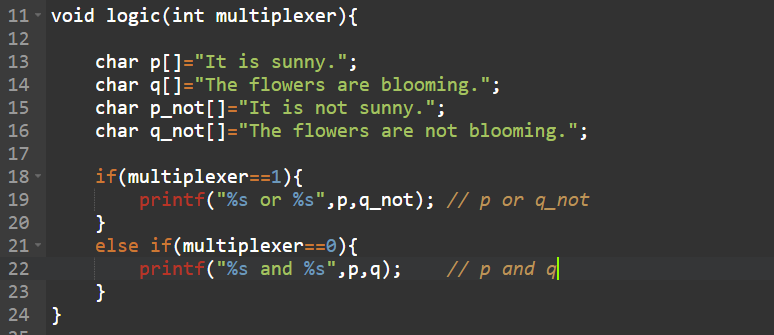 11 void logic(int multiplexer){
12
13     char p[]="It is sunny.";
14     char q[]="The flowers are blooming.";
15     char p_not[]="It is not sunny.";
16     char q_not[]="The flowers are not blooming.";
17
18     if(multiplexer==1){
19         printf("%s or %s",p,q_not); // p or q_not
20     }
21     else if(multiplexer==0){
22         printf("%s and %s",p,q);    // p and q
23     }
24 }